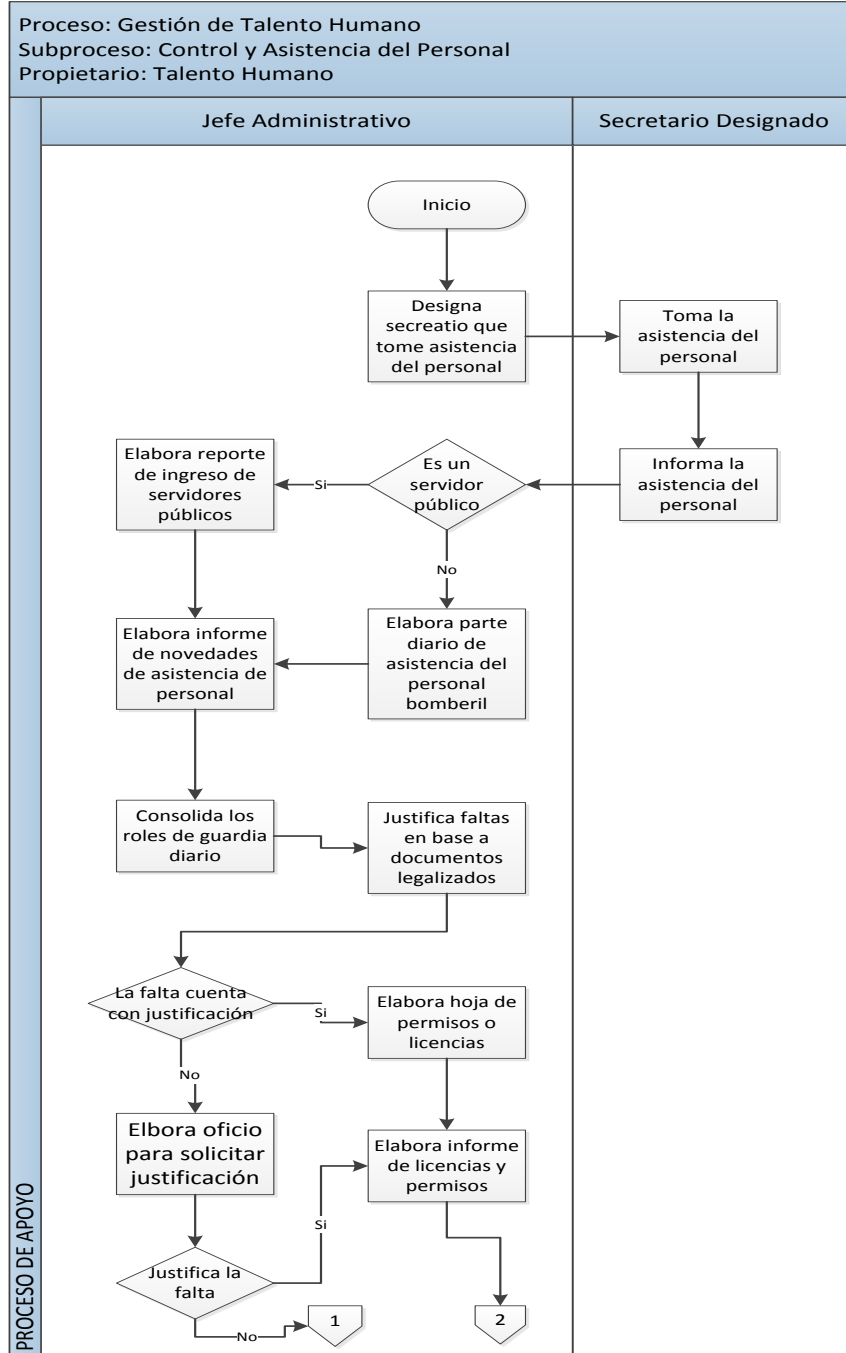 Proceso: Gestión de Talento Humano
Subproceso: Control y Asistencia del Personal
Propietario: Talento Humano
Jefe Administrativo
Secretario Designado
Inicio
Designa
secreatio que
tome asistencia
del personal
Toma la
asistencia del
personal
Informa la
asistencia del
personal
Es un
servidor
público
Si
Elabora reporte
de ingreso de
servidores
públicos
No
Elabora parte
diario de
asistencia del
personal
bomberil
Elabora informe
de novedades
de asistencia de
personal
Consolida los
roles de guardia
diario
Justifica faltas
en base a
documentos
legalizados
La falta cuenta
con justificación
Si
Elabora hoja de
permisos o
licencias
No
Elbora oficio
para solicitar
justificación
Elabora informe
de licencias y
permisos
Si
Justifica la
falta
No
1
2
PROCESO DE APOYO